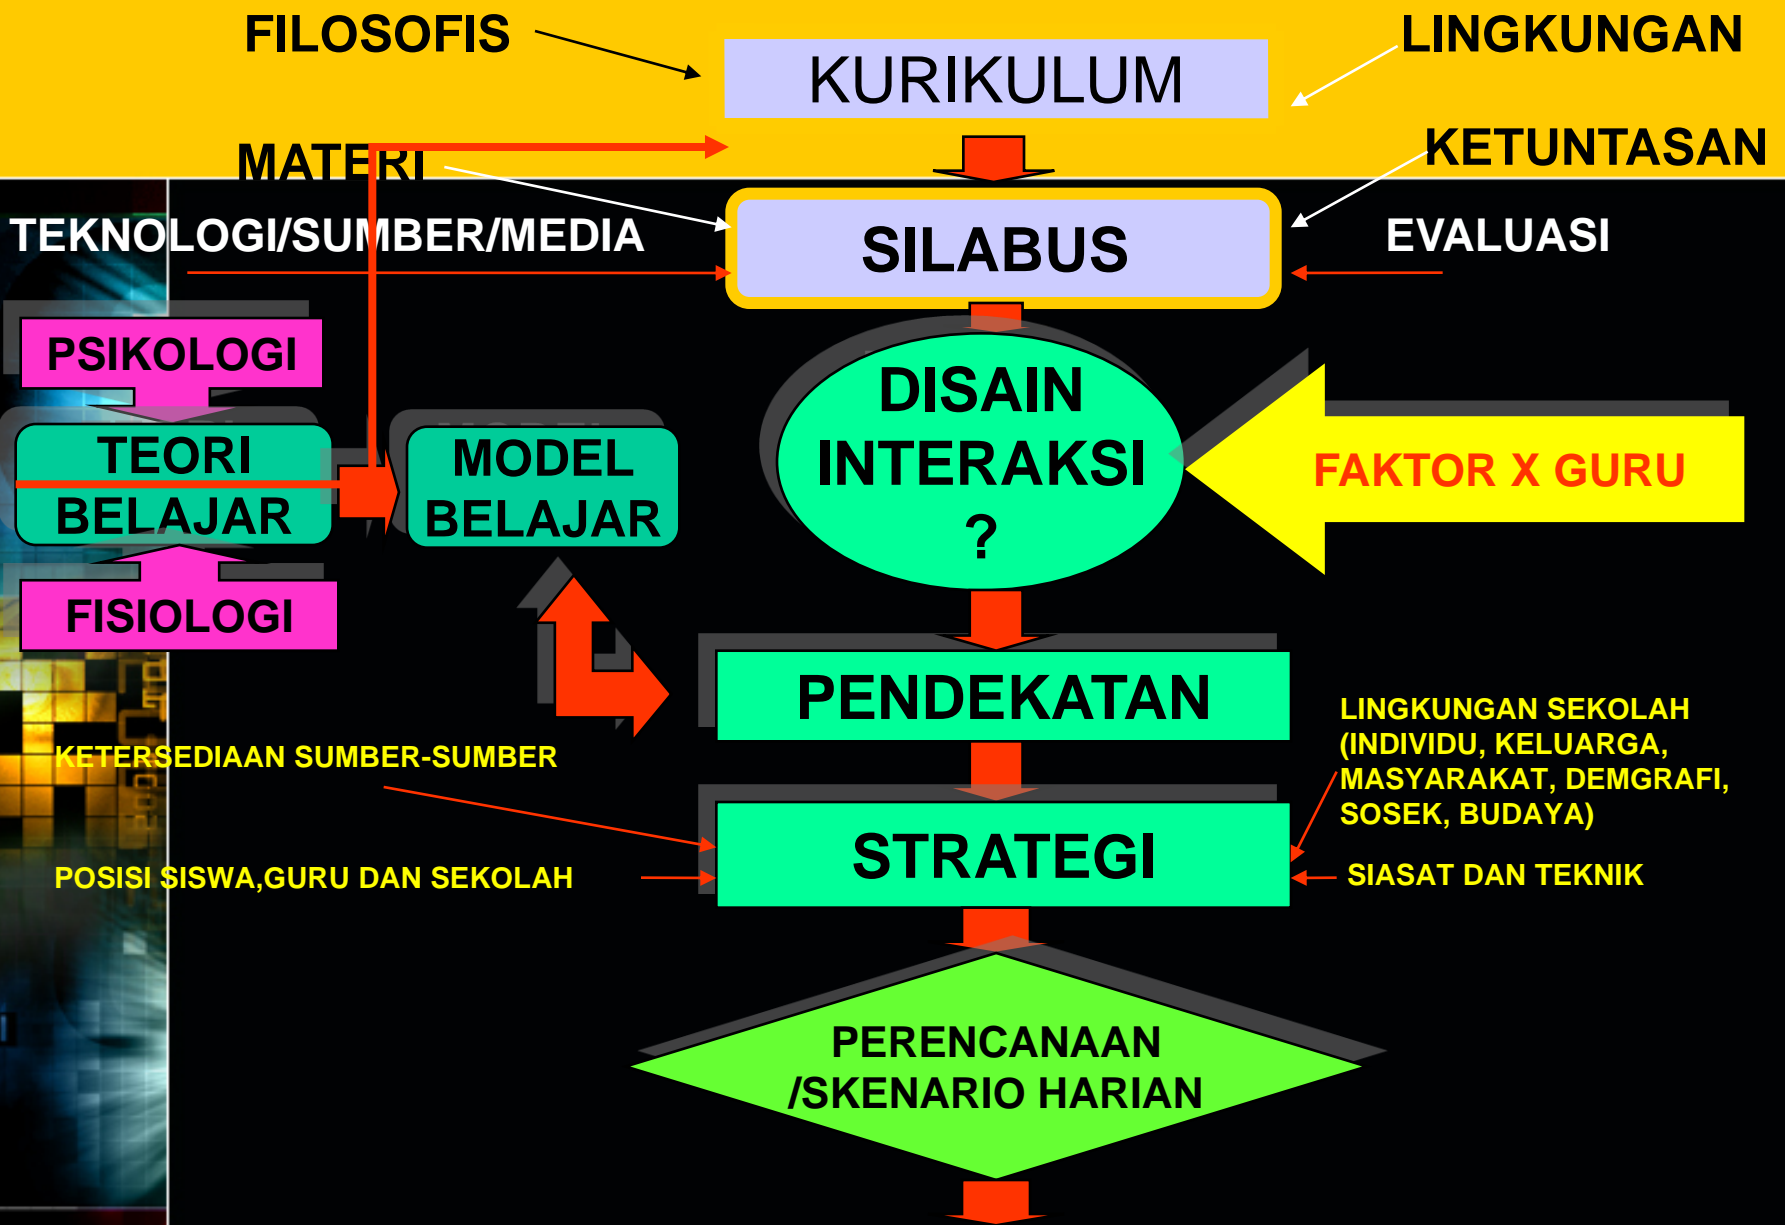 FILOSOFIS
KURIKULUM
LINGKUNGAN
MATERI
KETUNTASAN
TEKNOLOGI/SUMBER/MEDIA
SILABUS
EVALUASI
PSIKOLOGI
TEORI
BELAJAR
FISIOLOGI
MODEL
BELAJAR
DISAIN
INTERAKSI
?
FAKTOR X GURU
PENDEKATAN
KETERSEDIAAN SUMBER-SUMBER
LINGKUNGAN SEKOLAH
(INDIVIDU, KELUARGA,
MASYARAKAT, DEMGRAFI,
SOSEK, BUDAYA)
STRATEGI
POSISI SISWA,GURU DAN SEKOLAH
SIASAT DAN TEKNIK
PERENCANAAN
/SKENARIO HARIAN